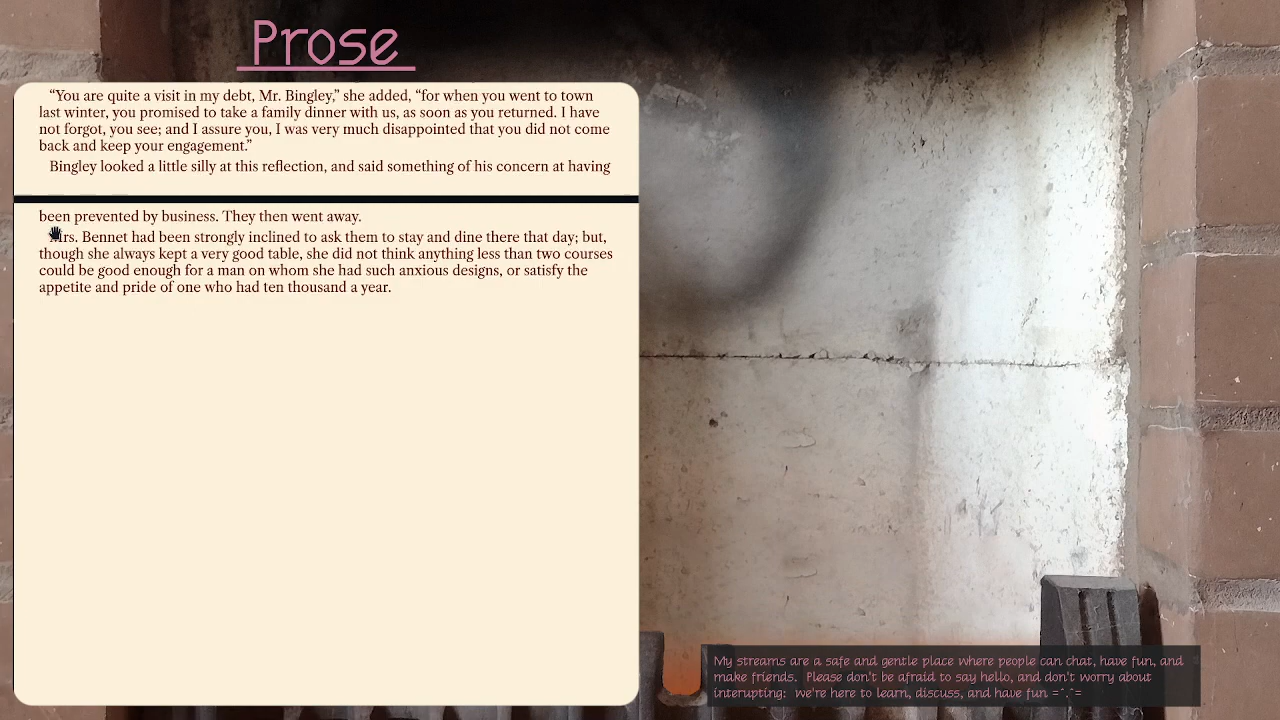 Prose
“You are quite a visit in my debt, Mr. Bingley,” she added, “for when you went to town
last winter, you promised to take a family dinner with us, as soon as you returned. I have
not forgot, you see; and I assure you, I was very much disappointed that you did not come
back and keep your engagement.”
Bingley looked a little silly at this reflection, and said something of his concern at having
been prevented by business. They then went away.
Mrs. Bennet had been strongly inclined to ask them to stay and dine there that day; but,
though she always kept a very good table, she did not think anything less than two courses
could be good enough for a man on whom she had such anxious designs, or satisfy the
appetite and pride of one who had ten thousand a year.
My streams are a safe and gentle place where people can chat, have fun, and
make friends. Please don't be afraid to say hello, and don't worry about
interupting: we're here to learn, discuss, and have fun =^.^=